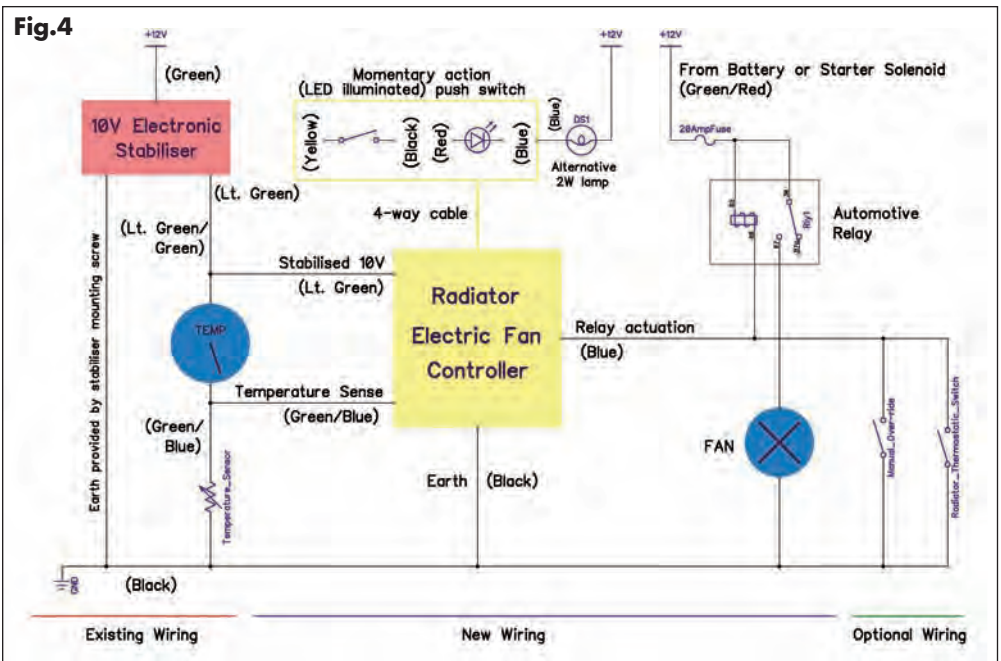 Fig.4
+12V
+12V
+12V
(Green)
Momentary action
(LED illuminated) push switch
(Blue)
From Battery or Starter Solenoid
(Green/Red)
20AmpFuse
10V Electronic
Stabiliser
(Yellow)
(Black)
(Red)
(Blue)
DS1
Alternative
2W lamp
(Lt. Green)
4-way cable
Rly1
87
Automotive
Relay
(Lt. Green/
Green)
Stabilised 10V
(Lt. Green)
Radiator
Electric Fan
Controller
Relay actuation
(Blue)
TEMP
Earth provided by stabiliser mounting screw
Temperature Sense
(Green/Blue)
(Green/
Blue)
Temperature_Sensor
Earth
(Black)
FAN
Manual_Over-ride
Radiator_Thermostatic_Switch
GND
(Black)
Existing Wiring
New Wiring
Optional Wiring